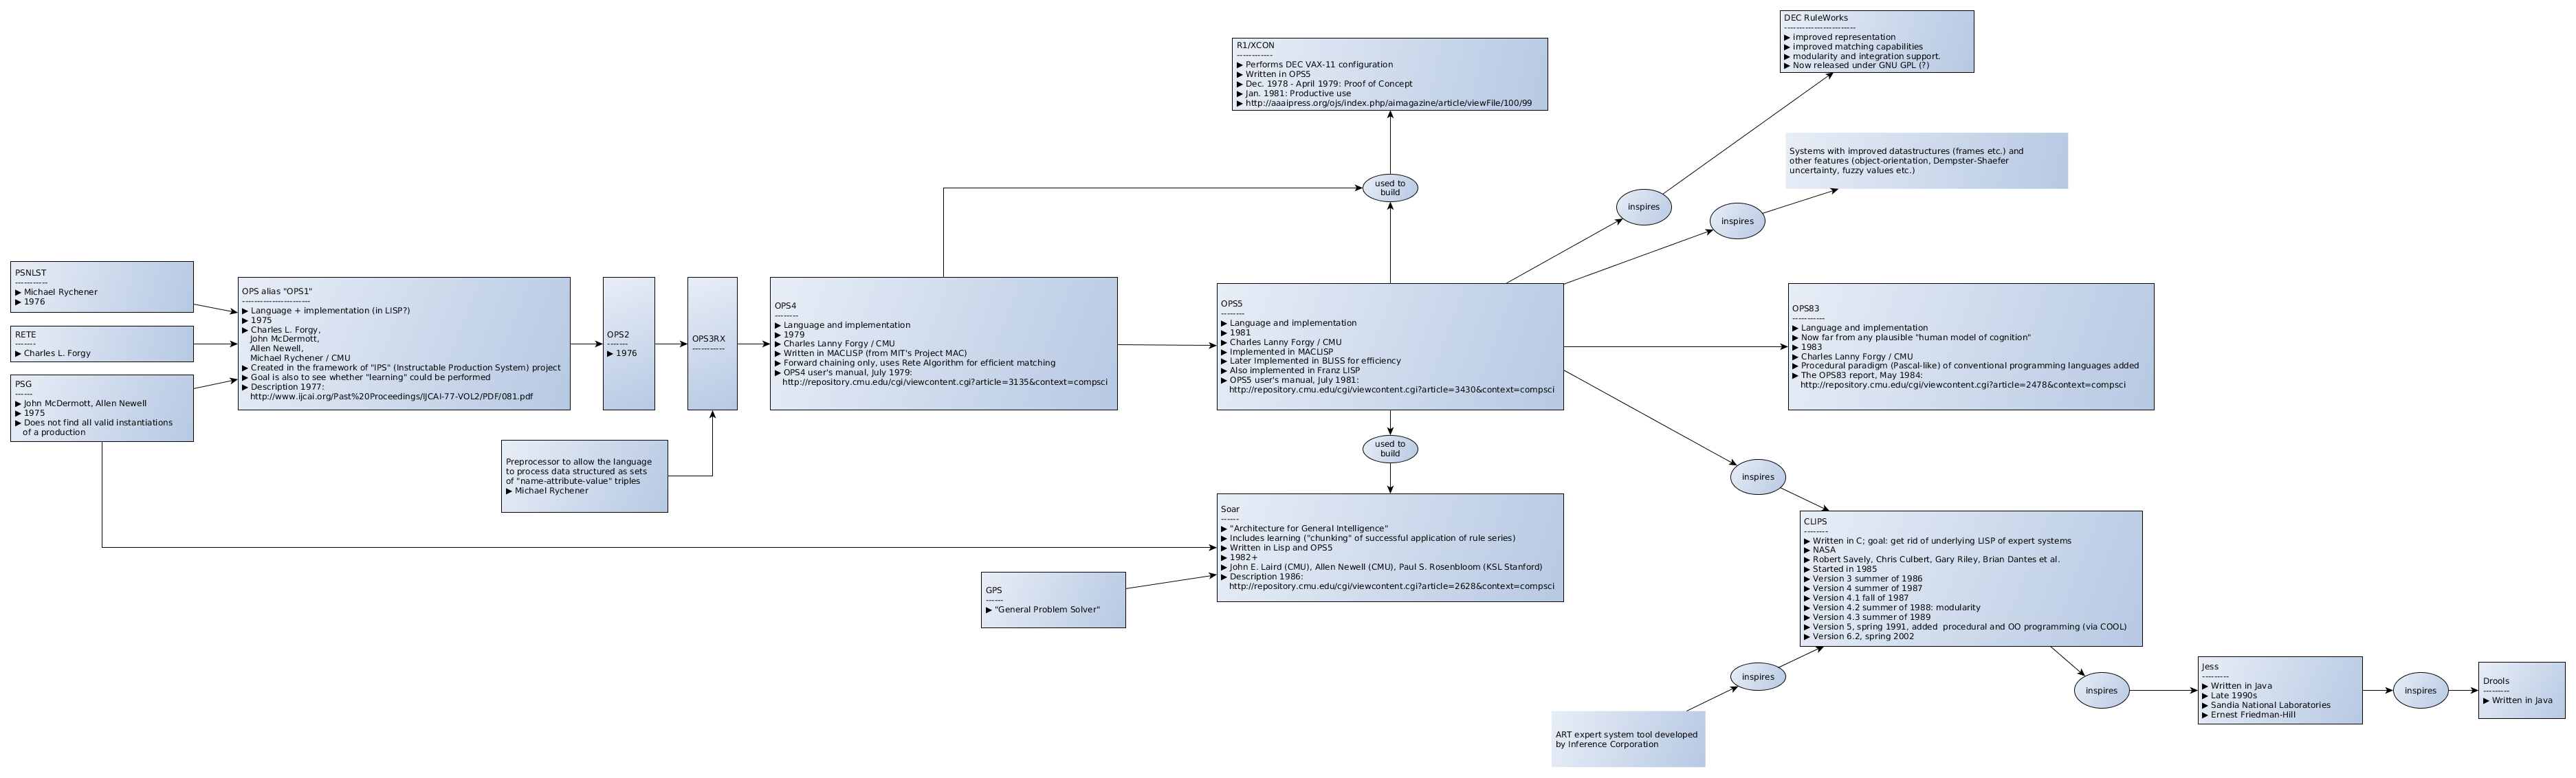 DEC RuleWorks
------------------------
▶ improved representation
▶ improved matching capabilities
▶ modularity and integration support.
▶ Now released under GNU GPL (?)
R1/XCON
------------
▶ Performs DEC VAX-11 configuration
▶ Written in OPS5
▶ Dec. 1978 - April 1979: Proof of Concept
▶ Jan. 1981: Productive use
▶ http://aaaipress.org/ojs/index.php/aimagazine/article/viewFile/100/99
Systems with improved datastructures (frames etc.) and
other features (object-orientation, Dempster-Shaefer
uncertainty, fuzzy values etc.)
used to
build
inspires
inspires
PSNLST
-----------
▶ Michael Rychener
▶ 1976
RETE
-------
▶ Charles L. Forgy
PSG
------
▶ John McDermott, Allen Newell
▶ 1975
▶ Does not find all valid instantiations
of a production
OPS alias "OPS1"
-----------------------
▶ Language + implementation (in LISP?)
▶ 1975
▶ Charles L. Forgy,
John McDermott,
Allen Newell,
Michael Rychener / CMU
▶ Created in the framework of "IPS" (Instructable Production System) project
▶ Goal is also to see whether "learning" could be performed
▶ Description 1977:
http://www.ijcai.org/Past%20Proceedings/IJCAI-77-VOL2/PDF/081.pdf
OPS2
-------
▶ 1976
OPS3RX
-----------
OPS4
--------
▶ Language and implementation
▶ 1979
▶ Charles Lanny Forgy / CMU
▶ Written in MACLISP (from MIT's Project MAC)
▶ Forward chaining only, uses Rete Algorithm for efficient matching
▶ OPS4 user's manual, July 1979:
http://repository.cmu.edu/cgi/viewcontent.cgi?article=3135&context=compsci
OPS5
--------
▶ Language and implementation
▶ 1981
▶ Charles Lanny Forgy / CMU
▶ Implemented in MACLISP
▶ Later Implemented in BLISS for efficiency
▶ Also implemented in Franz LISP
▶ OPS5 user's manual, July 1981:
http://repository.cmu.edu/cgi/viewcontent.cgi?article=3430&context=compsci
OPS83
-----------
▶ Language and implementation
▶ Now far from any plausible "human model of cognition"
▶ 1983
▶ Charles Lanny Forgy / CMU
▶ Procedural paradigm (Pascal-like) of conventional programming languages added
▶ The OPS83 report, May 1984:
http://repository.cmu.edu/cgi/viewcontent.cgi?article=2478&context=compsci
Preprocessor to allow the language
to process data structured as sets
of "name-attribute-value" triples
▶ Michael Rychener
used to
build
inspires
Soar
------
▶ "Architecture for General Intelligence"
▶ Includes learning ("chunking" of successful application of rule series)
▶ Written in Lisp and OPS5
▶ 1982+
▶ John E. Laird (CMU), Allen Newell (CMU), Paul S. Rosenbloom (KSL Stanford)
▶ Description 1986:
http://repository.cmu.edu/cgi/viewcontent.cgi?article=2628&context=compsci
GPS
------
▶ "General Problem Solver"
CLIPS
--------
▶ Written in C; goal: get rid of underlying LISP of expert systems
▶ NASA
▶ Robert Savely, Chris Culbert, Gary Riley, Brian Dantes et al.
▶ Started in 1985
▶ Version 3 summer of 1986
▶ Version 4 summer of 1987
▶ Version 4.1 fall of 1987
▶ Version 4.2 summer of 1988: modularity
▶ Version 4.3 summer of 1989
▶ Version 5, spring 1991, added  procedural and OO programming (via COOL)
▶ Version 6.2, spring 2002
inspires
ART expert system tool developed
by Inference Corporation
inspires
Jess
---------
▶ Written in Java
▶ Late 1990s
▶ Sandia National Laboratories
▶ Ernest Friedman-Hill
inspires
Drools
---------
▶ Written in Java